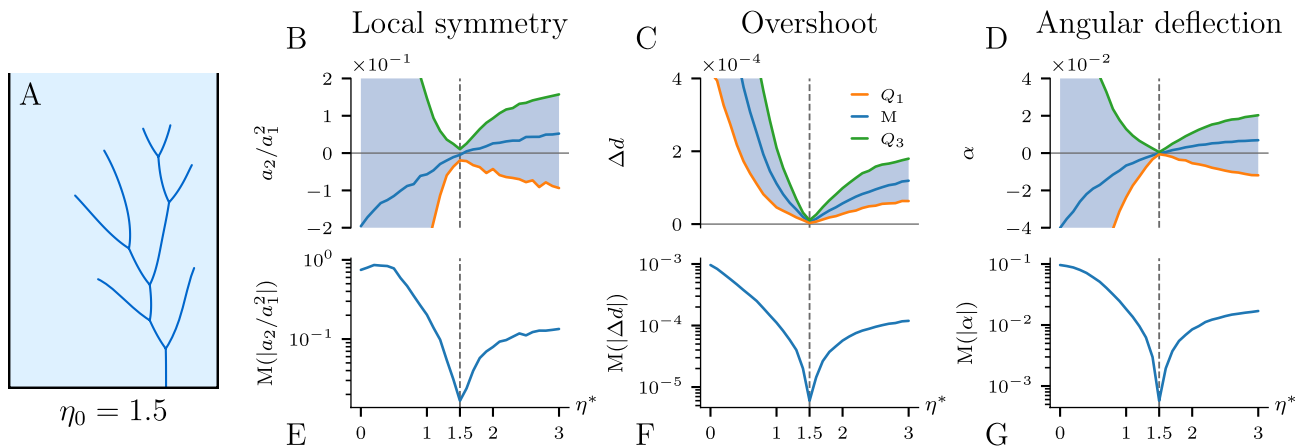 A
η₀ = 1.5
B
Local symmetry
×10⁻¹
a₂/a₁²
2
1
0
−1
−2
C
Overshoot
×10⁻⁴
Δd
4
2
0
Q₁
M
Q₃
D
Angular deflection
×10⁻²
α
4
2
0
−2
−4
E
M(|a₂/a₁²|)
10⁰
10⁻¹
0 1 1.5 2 3
η*
F
M(|Δd|)
10⁻³
10⁻⁴
10⁻⁵
0 1 1.5 2 3
η*
G
M(|α|)
10⁻¹
10⁻²
10⁻³
0 1 1.5 2 3
η*